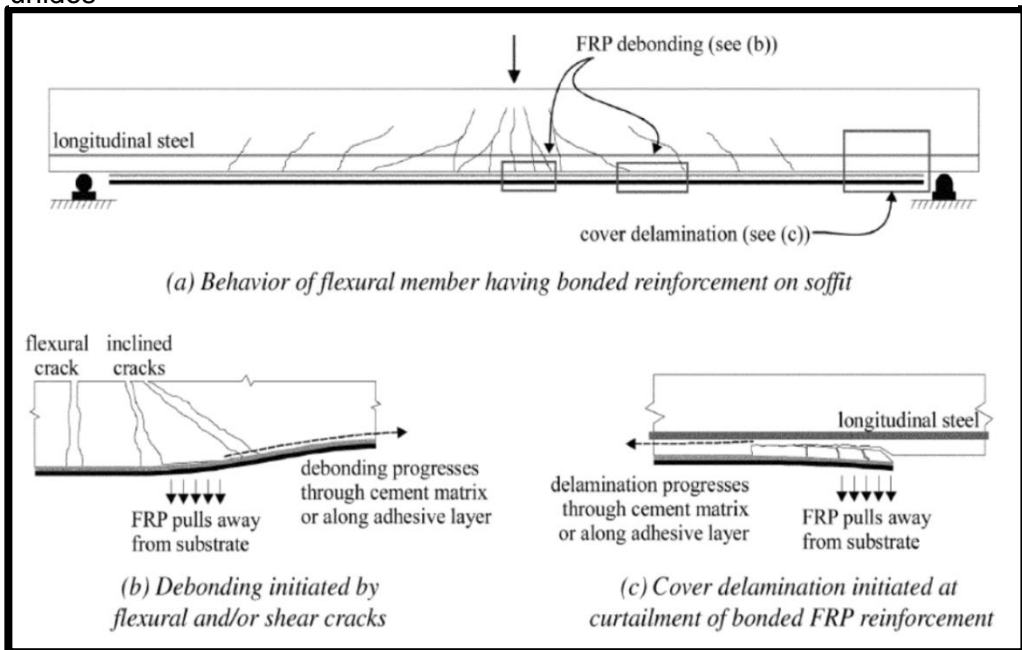 unidos
FRP debonding (see (b))
longitudinal steel
cover delamination (see (c))
(a) Behavior of flexural member having bonded reinforcement on soffit
flexural
crack
inclined
cracks
debonding progresses
through cement matrix
or along adhesive layer
FRP pulls away
from substrate
(b) Debonding initiated by
flexural and/or shear cracks
longitudinal steel
delamination progresses
through cement matrix
or along adhesive layer
FRP pulls away
from substrate
(c) Cover delamination initiated at
curtailment of bonded FRP reinforcement